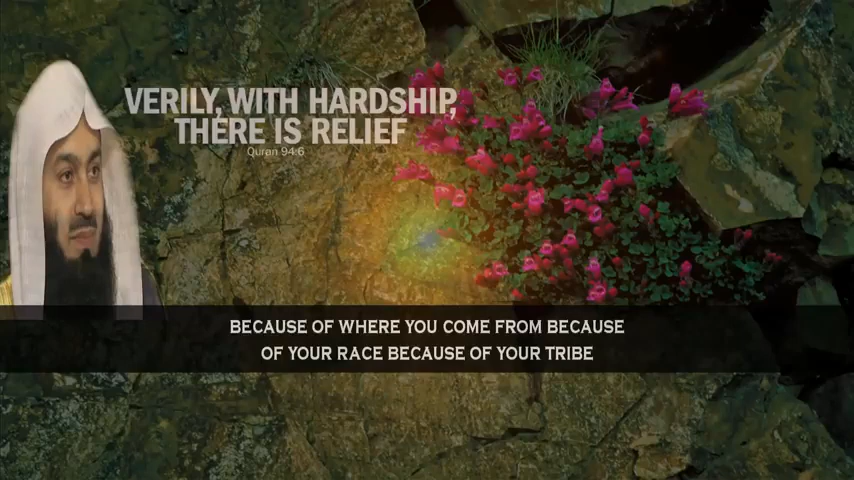 VERILY, WITH HARDSHIP,
THERE IS RELIEF
Quran 94:6
BECAUSE OF WHERE YOU COME FROM BECAUSE
OF YOUR RACE BECAUSE OF YOUR TRIBE